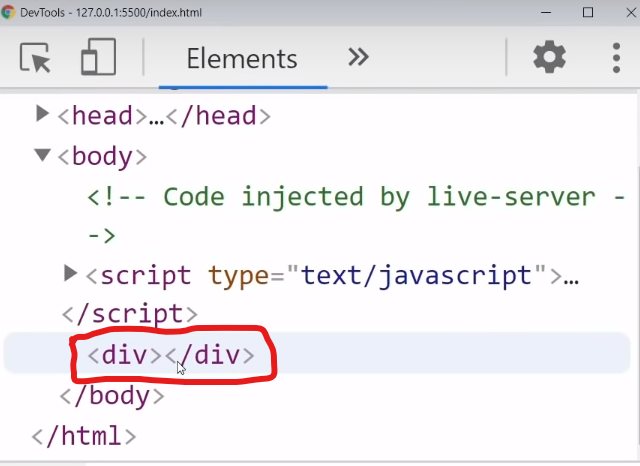 DevTools - 127.0.0.1:5500/index.html
Elements
<head>…</head>
<body>
<!-- Code injected by live-server -
->
<script type="text/javascript">…
</script>
<div></div>
</body>
</html>